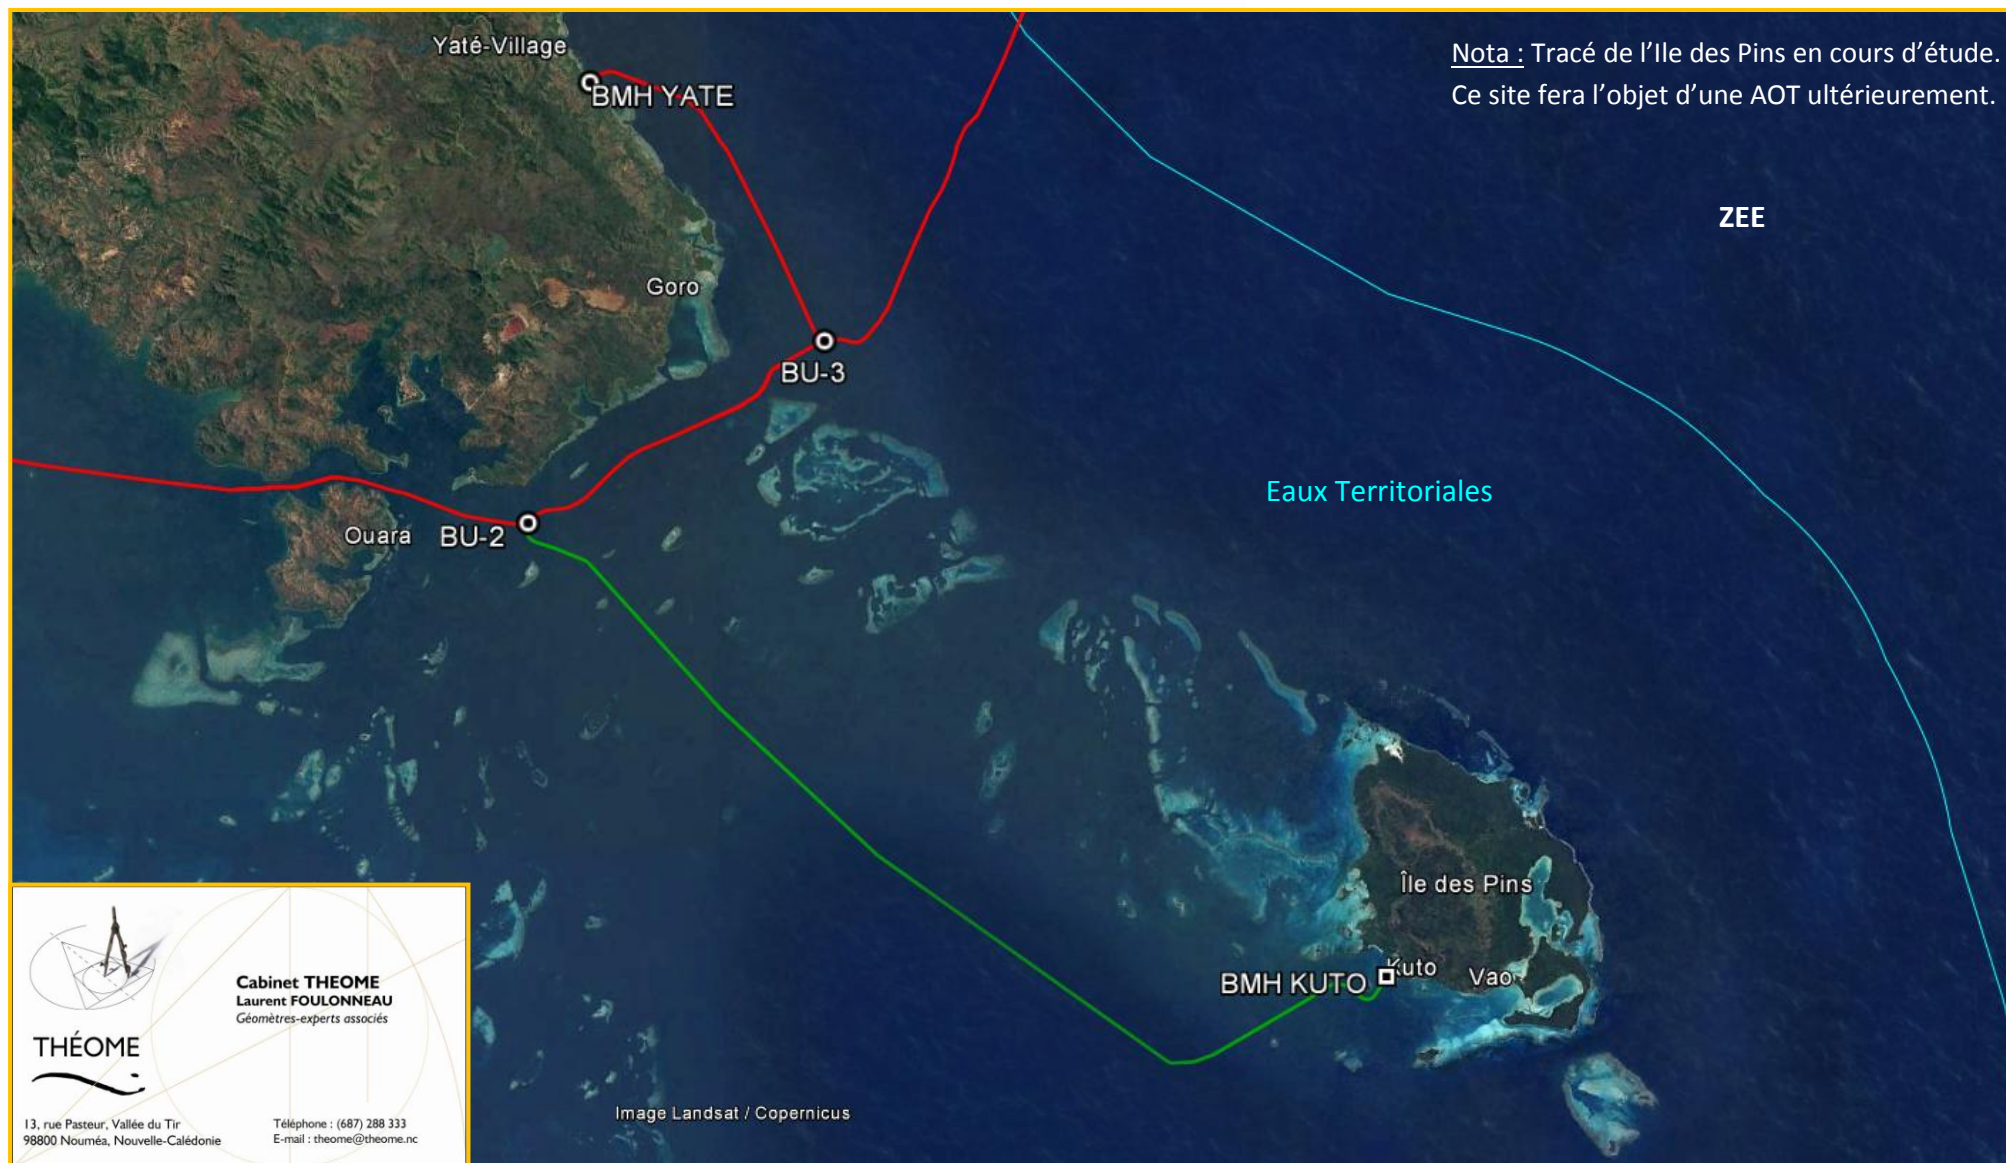 Yaté-Village
BMH YATE
Nota : Tracé de l’Ile des Pins en cours d’étude.
Ce site fera l’objet d’une AOT ultérieurement.
ZEE
Goro
BU-3
Eaux Territoriales
Ouara
BU-2
Île des Pins
BMH KUTO
Kuto
Vao
Image Landsat / Copernicus
THÉOME
Cabinet THEOME
Laurent FOULONNEAU
Géomètres-experts associés
13, rue Pasteur, Vallée du Tir
98800 Nouméa, Nouvelle-Calédonie
Téléphone : (687) 288 333
E-mail : theome@theome.nc